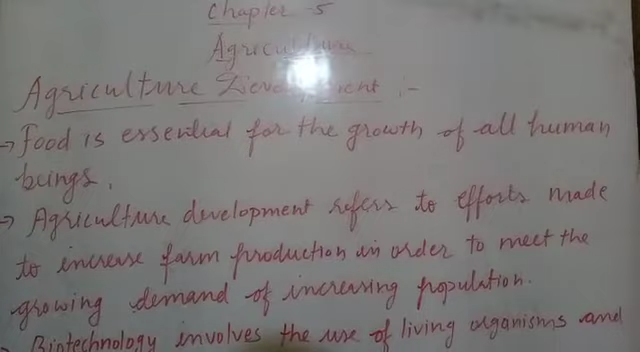 Chapter - 5
Agriculture
Agriculture Development :-
→ Food is essential for the growth of all human
beings.
→ Agriculture development refers to efforts made
to increase farm production in order to meet the
growing demand of increasing population.
→ Biotechnology involves the use of living organisms and